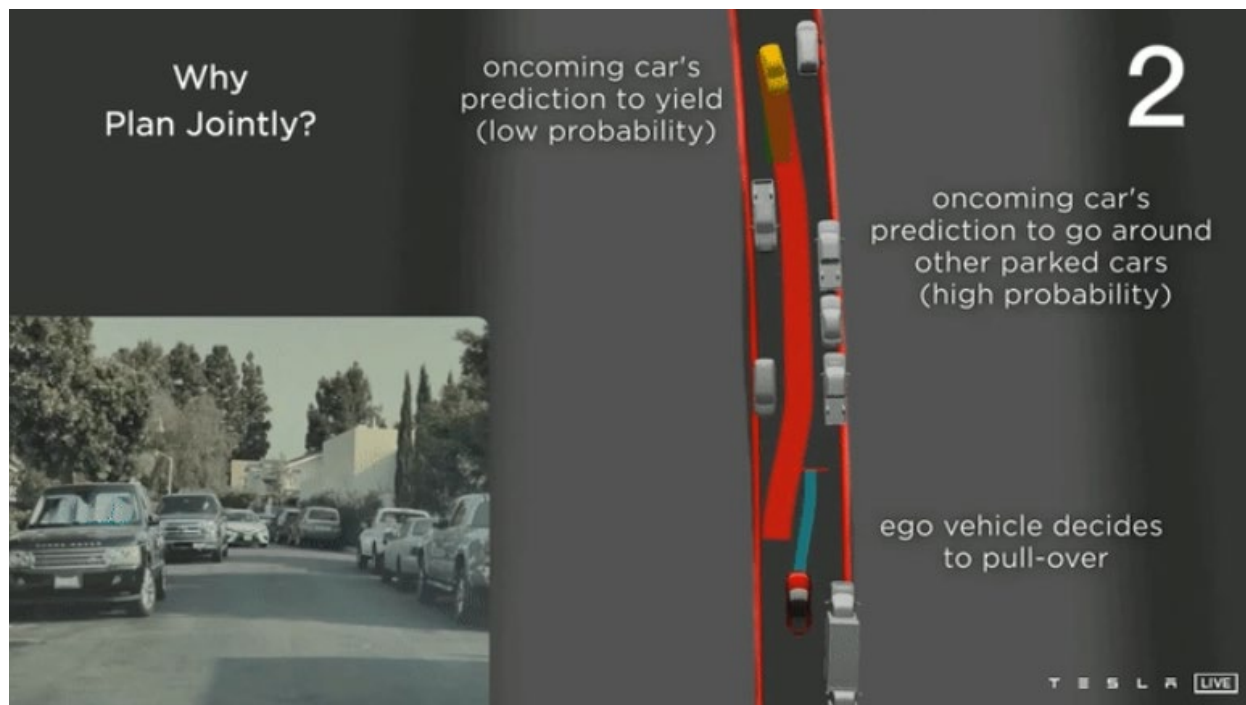 Why
Plan Jointly?
oncoming car's
prediction to yield
(low probability)
2
oncoming car's
prediction to go around
other parked cars
(high probability)
ego vehicle decides
to pull-over
TESLA LIVE